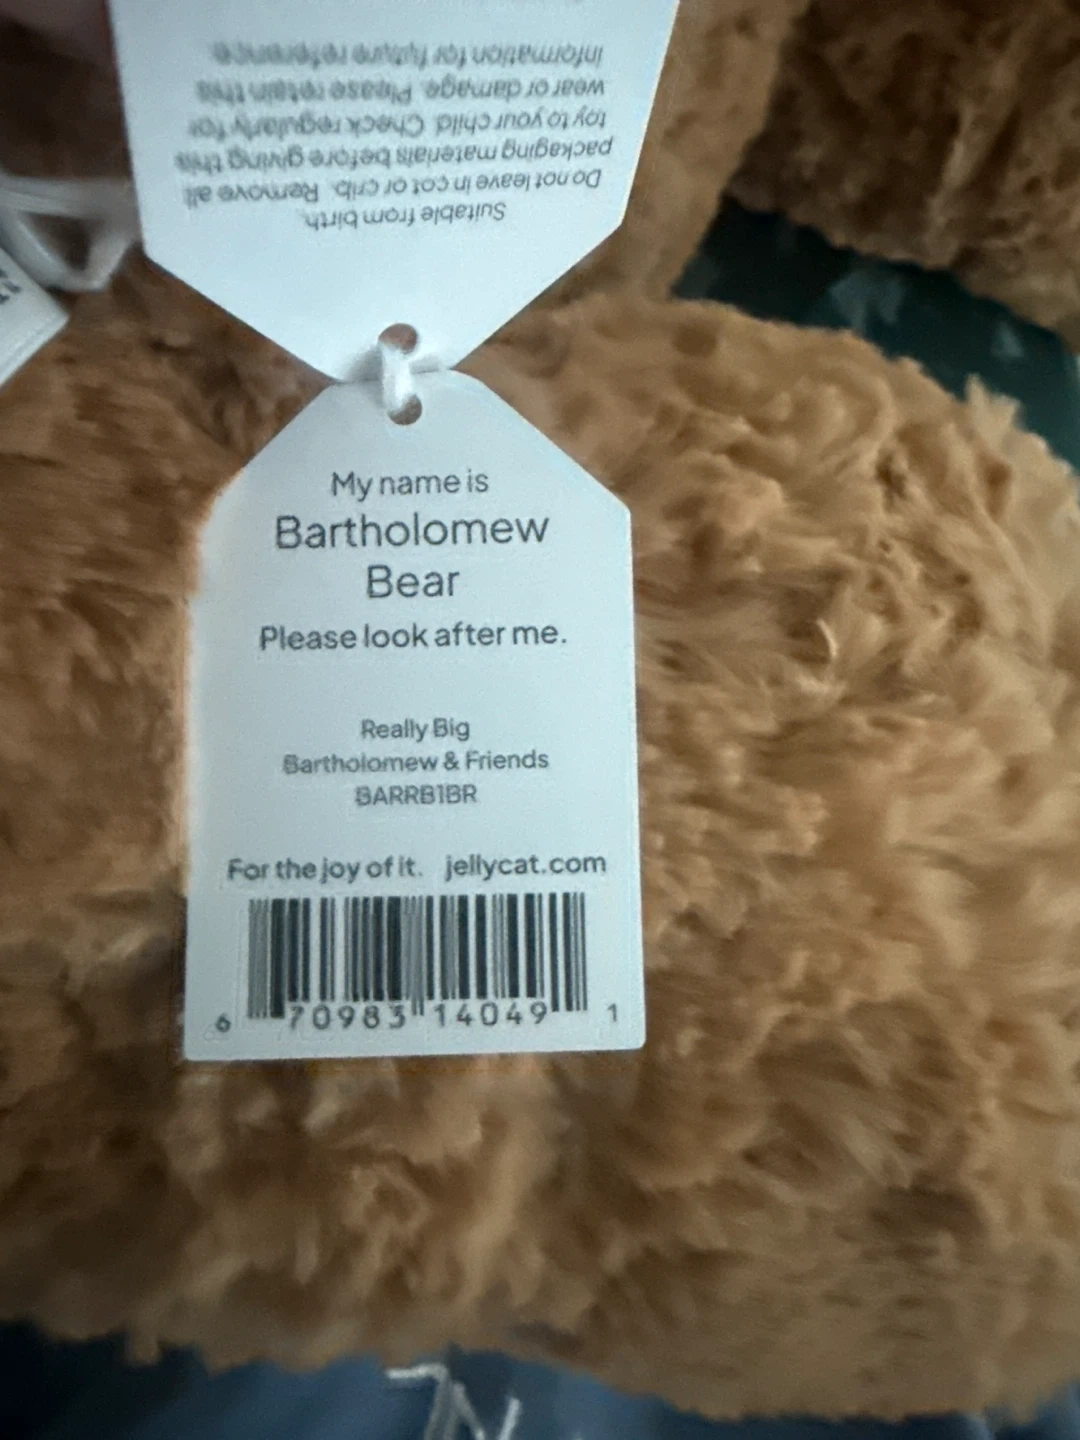 Suitable from birth.
Do not leave in cot or crib. Remove all
packaging materials before giving this
toy to your child. Check regularly for
wear or damage. Please retain this
information for future reference.
My name is
Bartholomew
Bear
Please look after me.
Really Big
Bartholomew & Friends
BARRB1BR
For the joy of it. jellycat.com
6 70983 14049 1